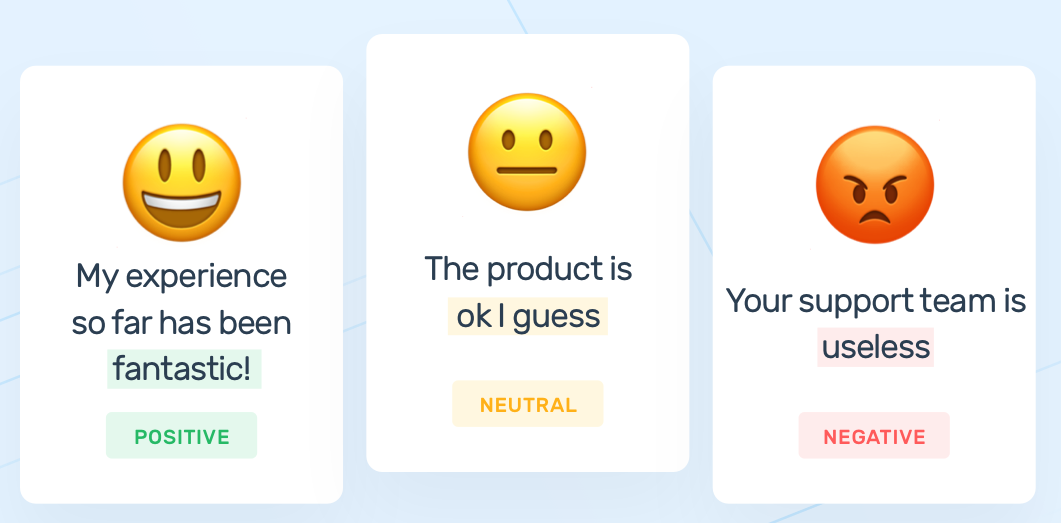 My experience
so far has been
fantastic!
POSITIVE
The product is
ok I guess
NEUTRAL
Your support team is
useless
NEGATIVE